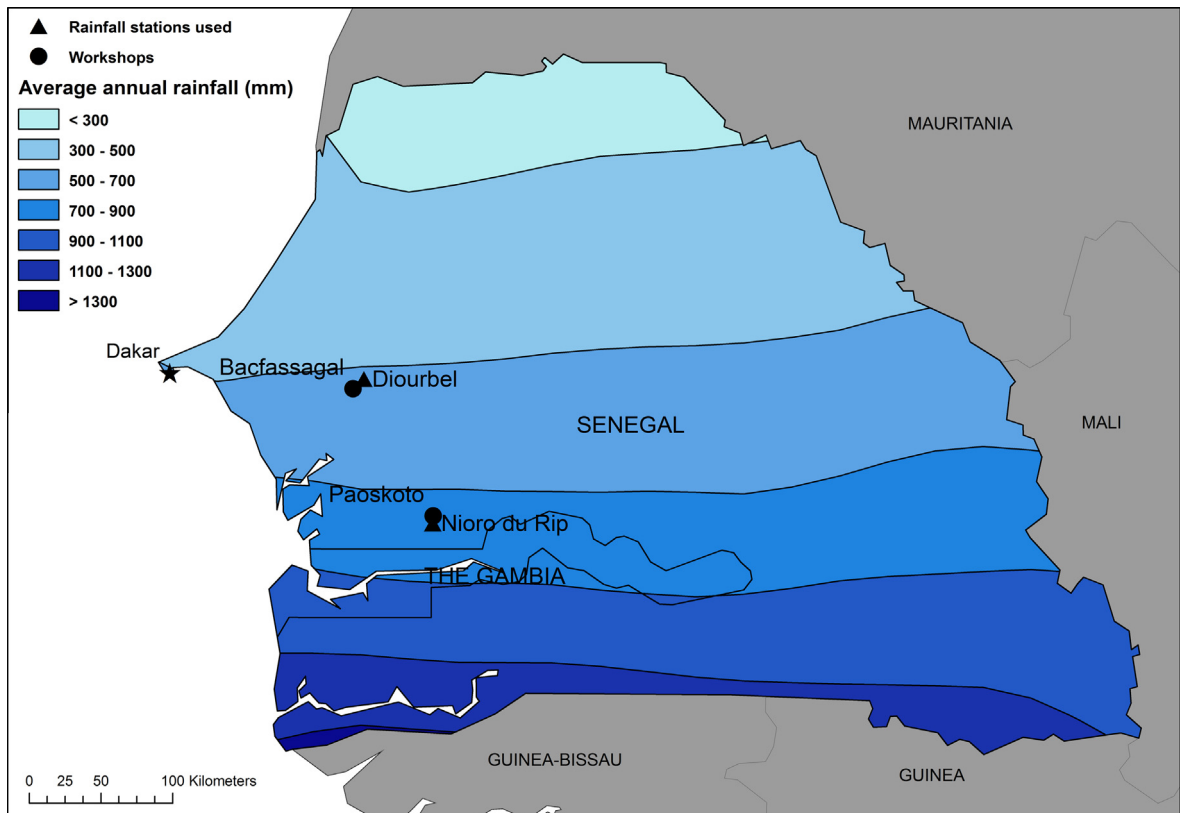 Rainfall stations used
Workshops
Average annual rainfall (mm)
< 300
300 - 500
500 - 700
700 - 900
900 - 1100
1100 - 1300
> 1300
MAURITANIA
Dakar
Bacfassagal
Diourbel
SENEGAL
MALI
Paoskoto
Nioro du Rip
THE GAMBIA
GUINEA-BISSAU
GUINEA
0 25 50 100 Kilometers